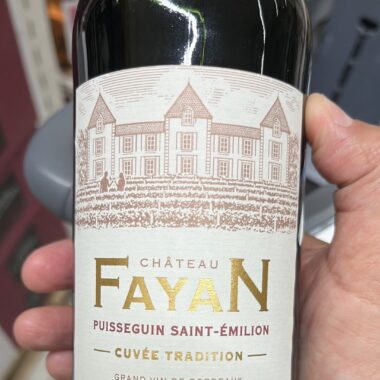 CHÂTEAU
FAYAN
PUISSEGUIN SAINT-ÉMILION
CUVÉE TRADITION
GRAND VIN DE BORDEAUX